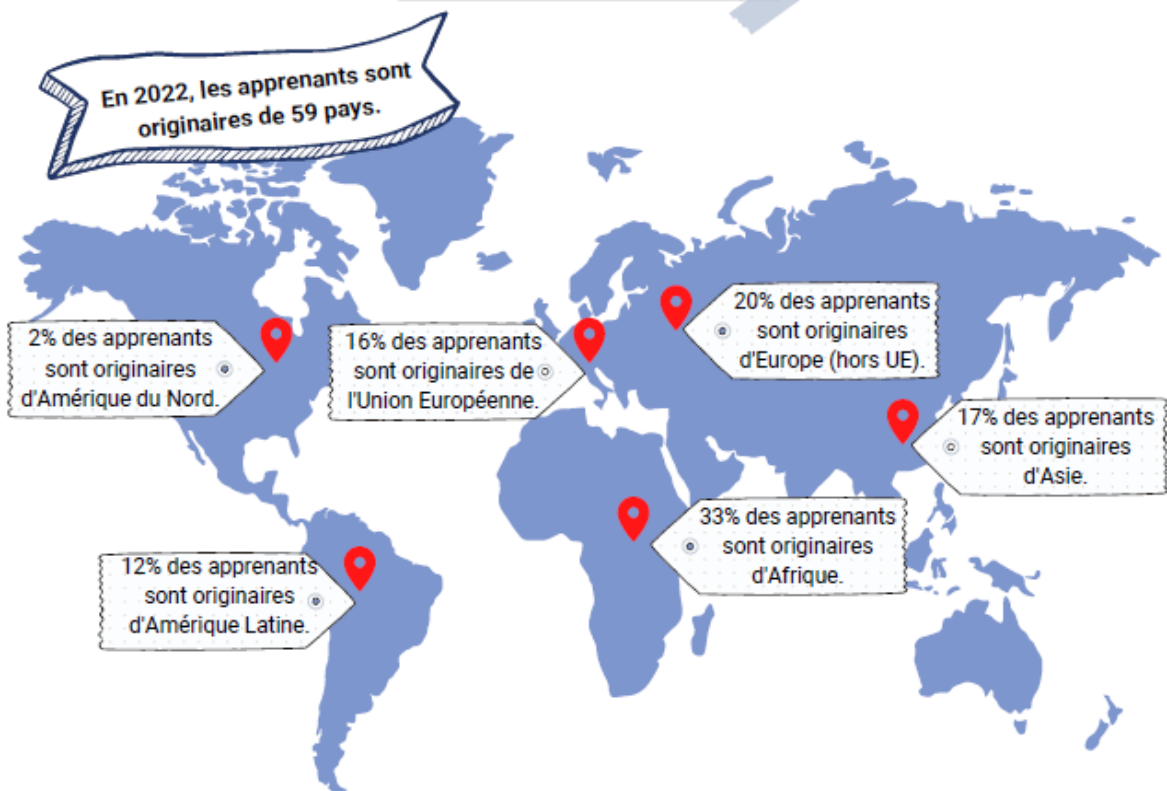 En 2022, les apprenants sont
originaires de 59 pays.
20% des apprenants
sont originaires
d'Europe (hors UE).
2% des apprenants
sont originaires
d'Amérique du Nord.
16% des apprenants
sont originaires de
l'Union Européenne.
17% des apprenants
sont originaires
d'Asie.
33% des apprenants
sont originaires
d'Afrique.
12% des apprenants
sont originaires
d'Amérique Latine.